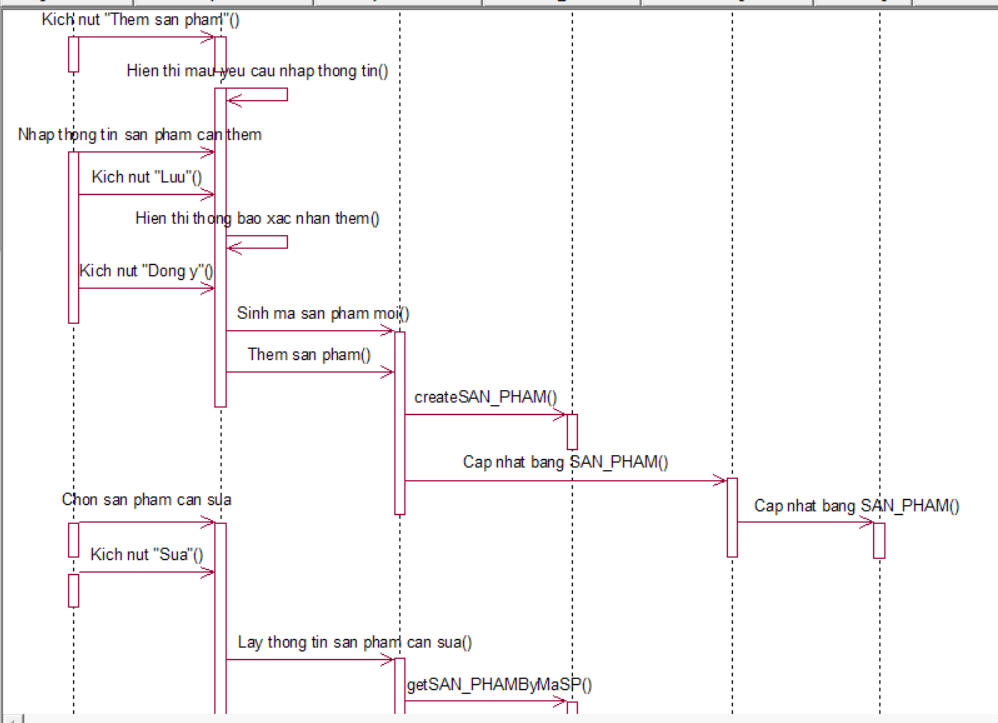 Kich nut "Them san pham"()
Hien thi mau yeu cau nhap thong tin()
Nhap thong tin san pham can them
Kich nut "Luu"()
Hien thi thong bao xac nhan them()
Kich nut "Dong y"()
Sinh ma san pham moi()
Them san pham()
createSAN_PHAM()
Cap nhat bang SAN_PHAM()
Chon san pham can sua
Cap nhat bang SAN_PHAM()
Kich nut "Sua"()
Lay thong tin san pham can sua()
getSAN_PHAMByMaSP()